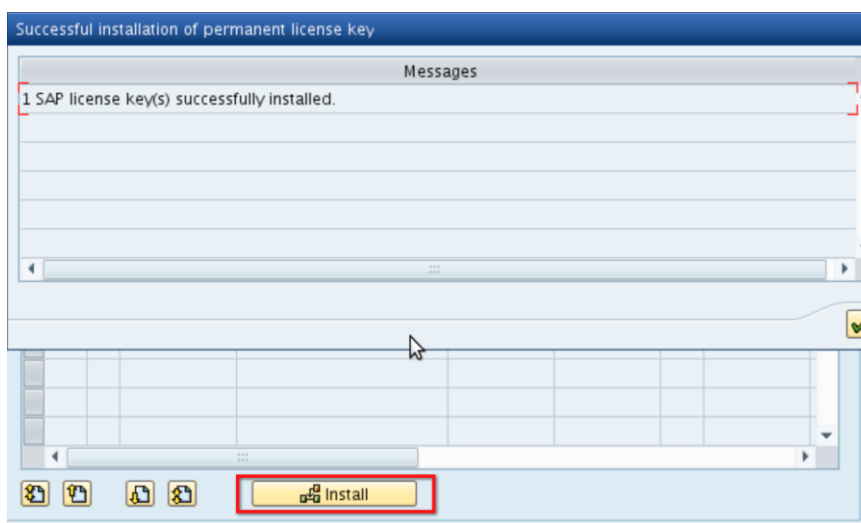 Successful installation of permanent license key
Messages
1 SAP license key(s) successfully installed.
Install